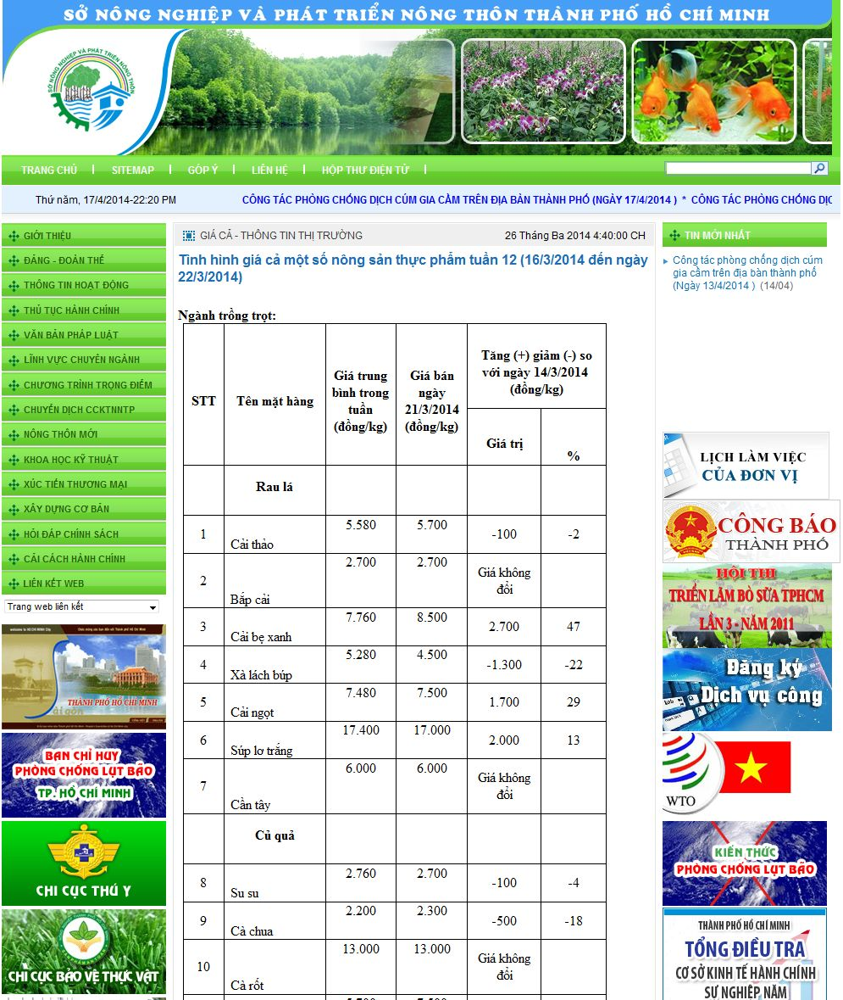 SỞ NÔNG NGHIỆP VÀ PHÁT TRIỂN NÔNG THÔN THÀNH PHỐ HỒ CHÍ MINH
SỞ NÔNG NGHIỆP VÀ PHÁT TRIỂN NÔNG THÔN
TRANG CHỦ | SITEMAP | GÓP Ý | LIÊN HỆ | HỘP THƯ ĐIỆN TỬ |
Thứ năm, 17/4/2014-22:20 PM
CÔNG TÁC PHÒNG CHỐNG DỊCH CÚM GIA CẦM TRÊN ĐỊA BÀN THÀNH PHỐ (NGÀY 17/4/2014 ) * CÔNG TÁC PHÒNG CHỐNG DỊC
GIỚI THIỆU
ĐẢNG - ĐOÀN THỂ
THÔNG TIN HOẠT ĐỘNG
THỦ TỤC HÀNH CHÍNH
VĂN BẢN PHÁP LUẬT
LĨNH VỰC CHUYÊN NGÀNH
CHƯƠNG TRÌNH TRỌNG ĐIỂM
CHUYỂN DỊCH CCKTNNTP
NÔNG THÔN MỚI
KHOA HỌC KỸ THUẬT
XÚC TIẾN THƯƠNG MẠI
XÂY DỰNG CƠ BẢN
HỎI ĐÁP CHÍNH SÁCH
CẢI CÁCH HÀNH CHÍNH
LIÊN KẾT WEB
Trang web liên kết
THÀNH PHỐ HỒ CHÍ MINH
BAN CHỈ HUY
PHÒNG CHỐNG LỤT BÃO
TP. HỒ CHÍ MINH
CHI CỤC THÚ Y
CHI CỤC BẢO VỆ THỰC VẬT
GIÁ CẢ - THÔNG TIN THỊ TRƯỜNG
26 Tháng Ba 2014 4:40:00 CH
Tình hình giá cả một số nông sản thực phẩm tuần 12 (16/3/2014 đến ngày
22/3/2014)
Ngành trồng trọt:
STT
Tên mặt hàng
Giá trung
bình trong
tuần
(đồng/kg)
Giá bán
ngày
21/3/2014
(đồng/kg)
Tăng (+) giảm (-) so
với ngày 14/3/2014
(đồng/kg)
Giá trị
%
Rau lá
1 Cải thảo 5.580 5.700 -100 -2
2 Bắp cải 2.700 2.700 Giá không
đổi
3 Cải bẹ xanh 7.760 8.500 2.700 47
4 Xà lách búp 5.280 4.500 -1.300 -22
5 Cải ngọt 7.480 7.500 1.700 29
6 Súp lơ trắng 17.400 17.000 2.000 13
7 Cần tây 6.000 6.000 Giá không
đổi
Củ quả
8 Su su 2.760 2.700 -100 -4
9 Cà chua 2.200 2.300 -500 -18
10 Cà rốt 13.000 13.000 Giá không
đổi
TIN MỚI NHẤT
Công tác phòng chống dịch cúm
gia cầm trên địa bàn thành phố
(Ngày 13/4/2014 ) (14/04)
LỊCH LÀM VIỆC
CỦA ĐƠN VỊ
CÔNG BÁO
THÀNH PHỐ
HỘI THI
TRIỂN LÃM BÒ SỮA TPHCM
LẦN 3 - NĂM 2011
Đăng ký
Dịch vụ công
WTO
KIẾN THỨC
PHÒNG CHỐNG LỤT BÃO
THÀNH PHỐ HỒ CHÍ MINH
TỔNG ĐIỀU TRA
CƠ SỞ KINH TẾ HÀNH CHÍNH
SỰ NGHIỆP NĂM